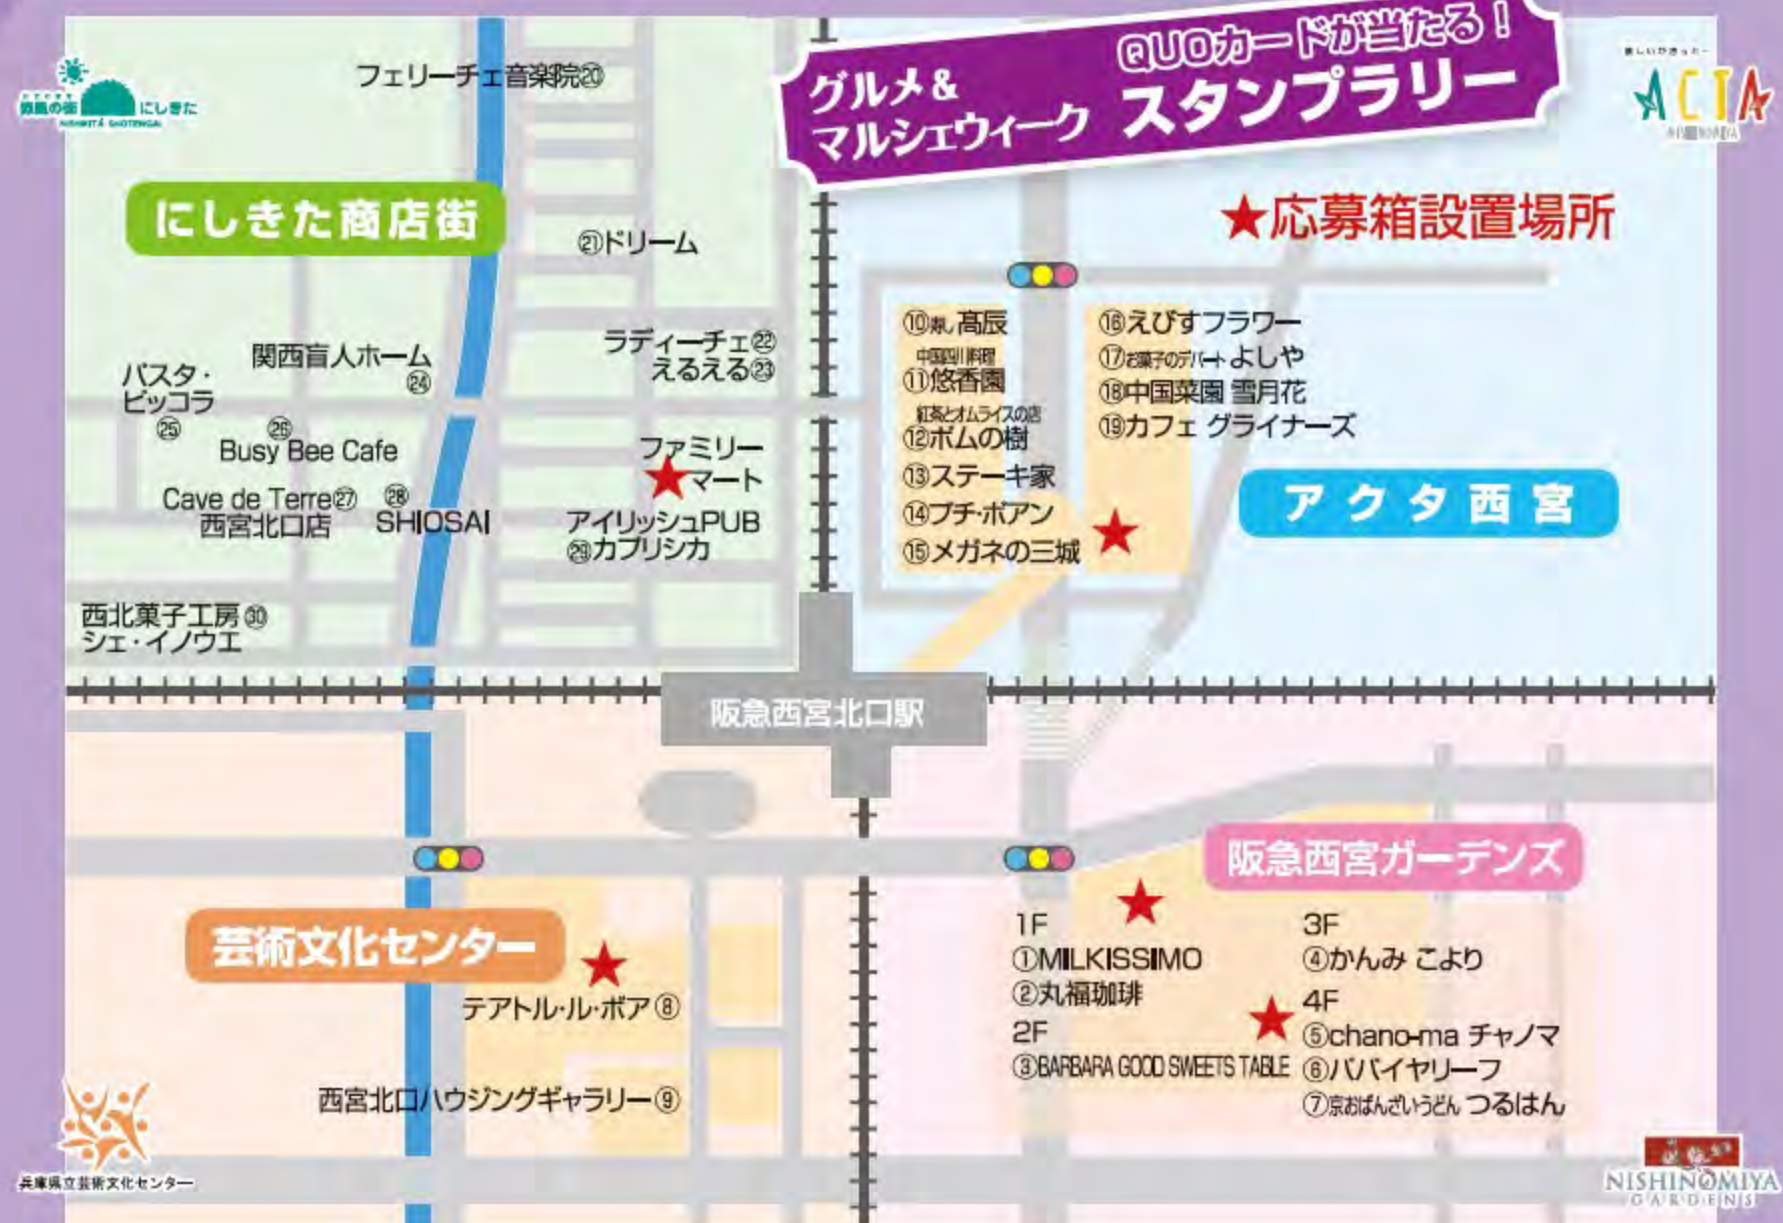 QUOカードが当たる！
グルメ＆
マルシェウィーク スタンプラリー
ACTA
にしきた
NISHIKITA SHOTENGAI
フェリーチェ音楽院⑳
にしきた商店街
㉑ドリーム
ラディーチェ㉒
えるえる㉓
関西盲人ホーム
㉔
パスタ・
ピッコラ
㉕
㉖
Busy Bee Cafe
Cave de Terre㉗
西宮北口店
㉘
SHIOSAI
ファミリー
マート
アイリッシュPUB
㉙カプリシカ
西北菓子工房㉚
シェ・イノウエ
★応募箱設置場所
⑩ 髙辰
中国四川料理
⑪悠香園
紅茶とオムライスの店
⑫ポムの樹
⑬ステーキ家
⑭プチ・ボアン
⑮メガネの三城
⑯えびすフラワー
⑰お菓子のデパート よしや
⑱中国菜園 雪月花
⑲カフェ グライナーズ
アクタ西宮
阪急西宮北口駅
芸術文化センター
テアトル・ル・ボア⑧
西宮北口ハウジングギャラリー⑨
兵庫県立芸術文化センター
阪急西宮ガーデンズ
1F
①MILKISSIMO
②丸福珈琲
2F
③BARBARA GOOD SWEETS TABLE
3F
④かんみ こより
4F
⑤chano-ma チャノマ
⑥パパイヤリーフ
⑦京おばんざいうどん つるはん
NISHINOMIYA
GARDENS